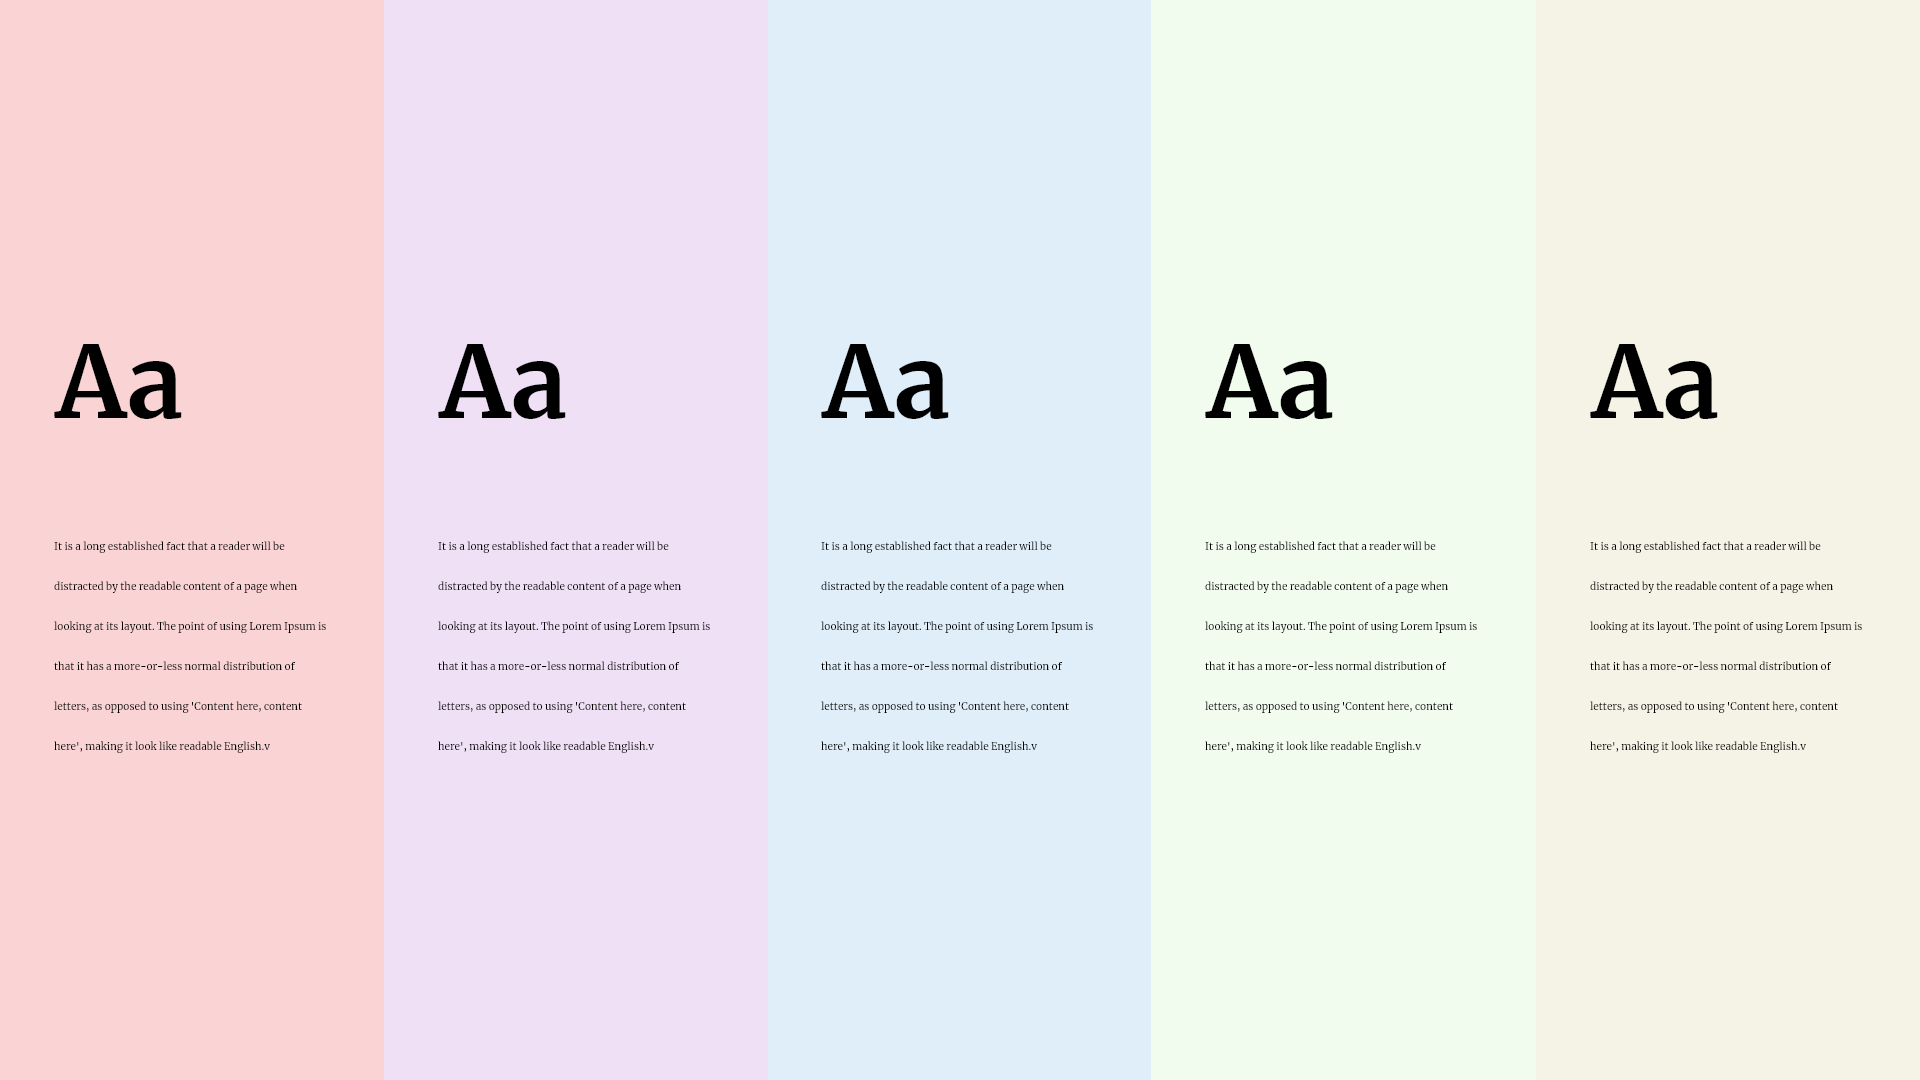 Aa
It is a long established fact that a reader will be
distracted by the readable content of a page when
looking at its layout. The point of using Lorem Ipsum is
that it has a more-or-less normal distribution of
letters, as opposed to using 'Content here, content
here', making it look like readable English.v
Aa
It is a long established fact that a reader will be
distracted by the readable content of a page when
looking at its layout. The point of using Lorem Ipsum is
that it has a more-or-less normal distribution of
letters, as opposed to using 'Content here, content
here', making it look like readable English.v
Aa
It is a long established fact that a reader will be
distracted by the readable content of a page when
looking at its layout. The point of using Lorem Ipsum is
that it has a more-or-less normal distribution of
letters, as opposed to using 'Content here, content
here', making it look like readable English.v
Aa
It is a long established fact that a reader will be
distracted by the readable content of a page when
looking at its layout. The point of using Lorem Ipsum is
that it has a more-or-less normal distribution of
letters, as opposed to using 'Content here, content
here', making it look like readable English.v
Aa
It is a long established fact that a reader will be
distracted by the readable content of a page when
looking at its layout. The point of using Lorem Ipsum is
that it has a more-or-less normal distribution of
letters, as opposed to using 'Content here, content
here', making it look like readable English.v